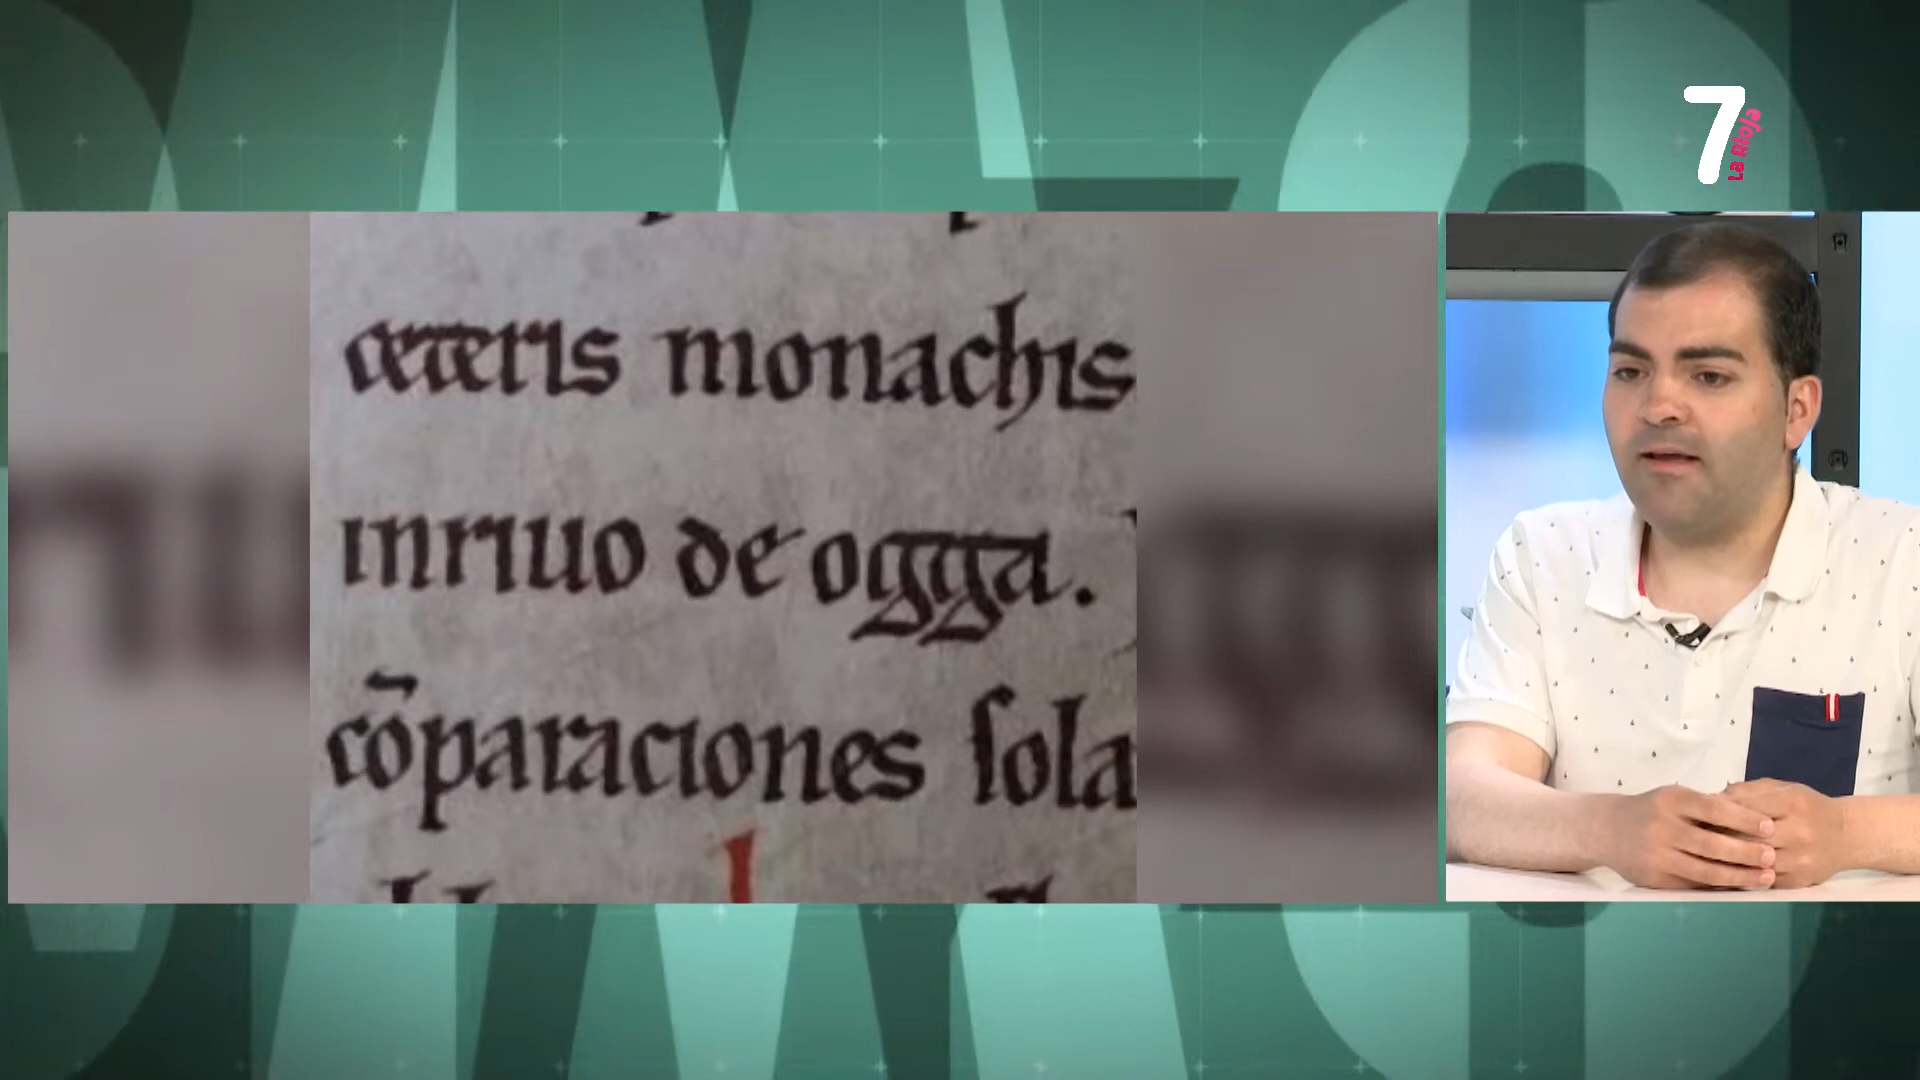 7
La Rioja
ceteris monachis
inriuo de ogga.
cõparaciones ſola